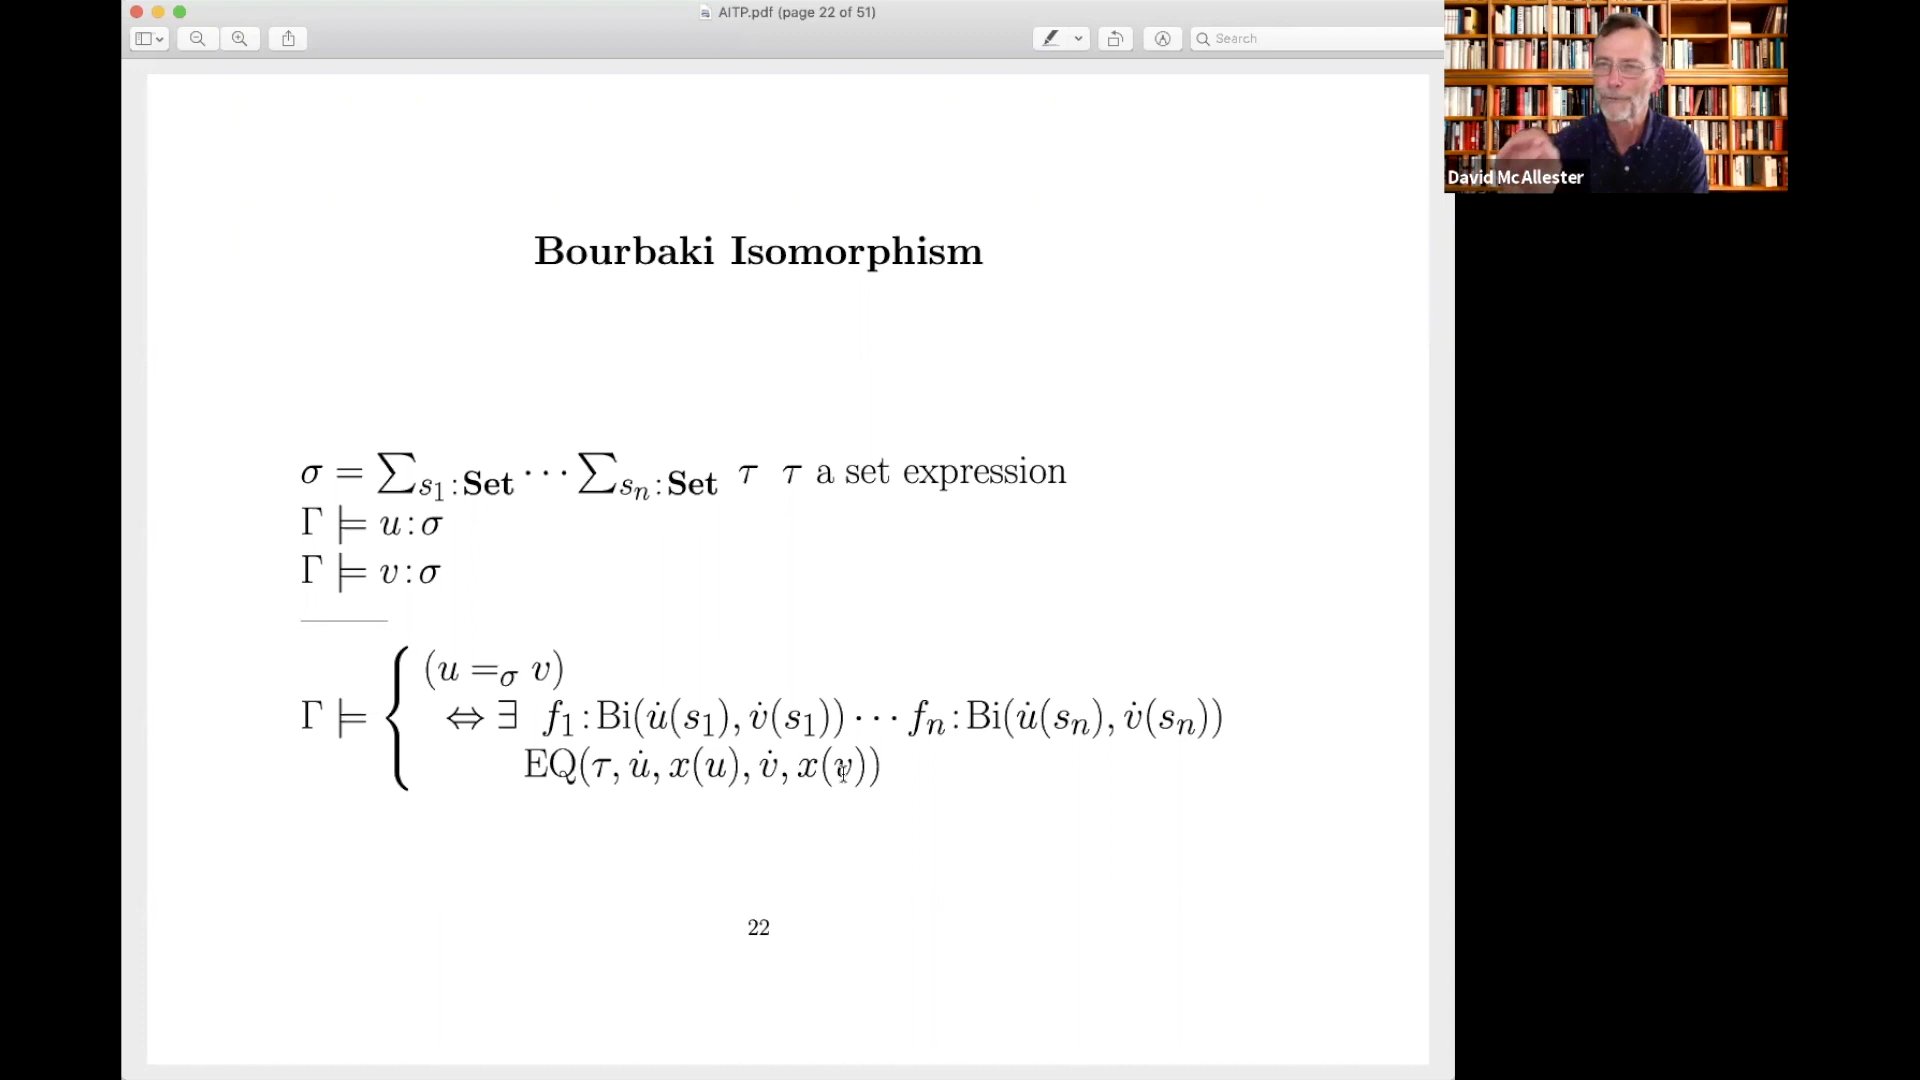 AITP.pdf (page 22 of 51)
Search
David McAllester
Bourbaki Isomorphism
σ = ∑s₁:Set ··· ∑sₙ:Set τ τ a set expression
Γ ⊨ u:σ
Γ ⊨ v:σ
Γ ⊨ { (u =σ v)
⇔ ∃ f₁:Bi(u̇(s₁), v̇(s₁)) ··· fₙ:Bi(u̇(sₙ), v̇(sₙ))
EQ(τ, u̇, x(u), v̇, x(v))
22